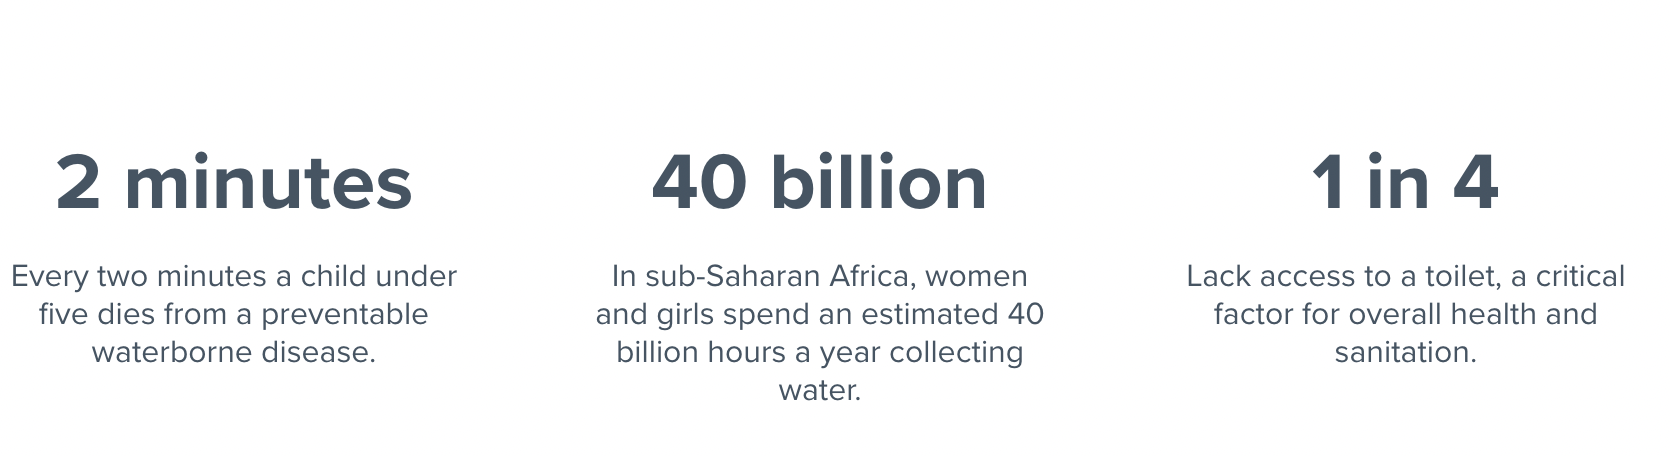 2 minutes
Every two minutes a child under
five dies from a preventable
waterborne disease.
40 billion
In sub-Saharan Africa, women
and girls spend an estimated 40
billion hours a year collecting
water.
1 in 4
Lack access to a toilet, a critical
factor for overall health and
sanitation.